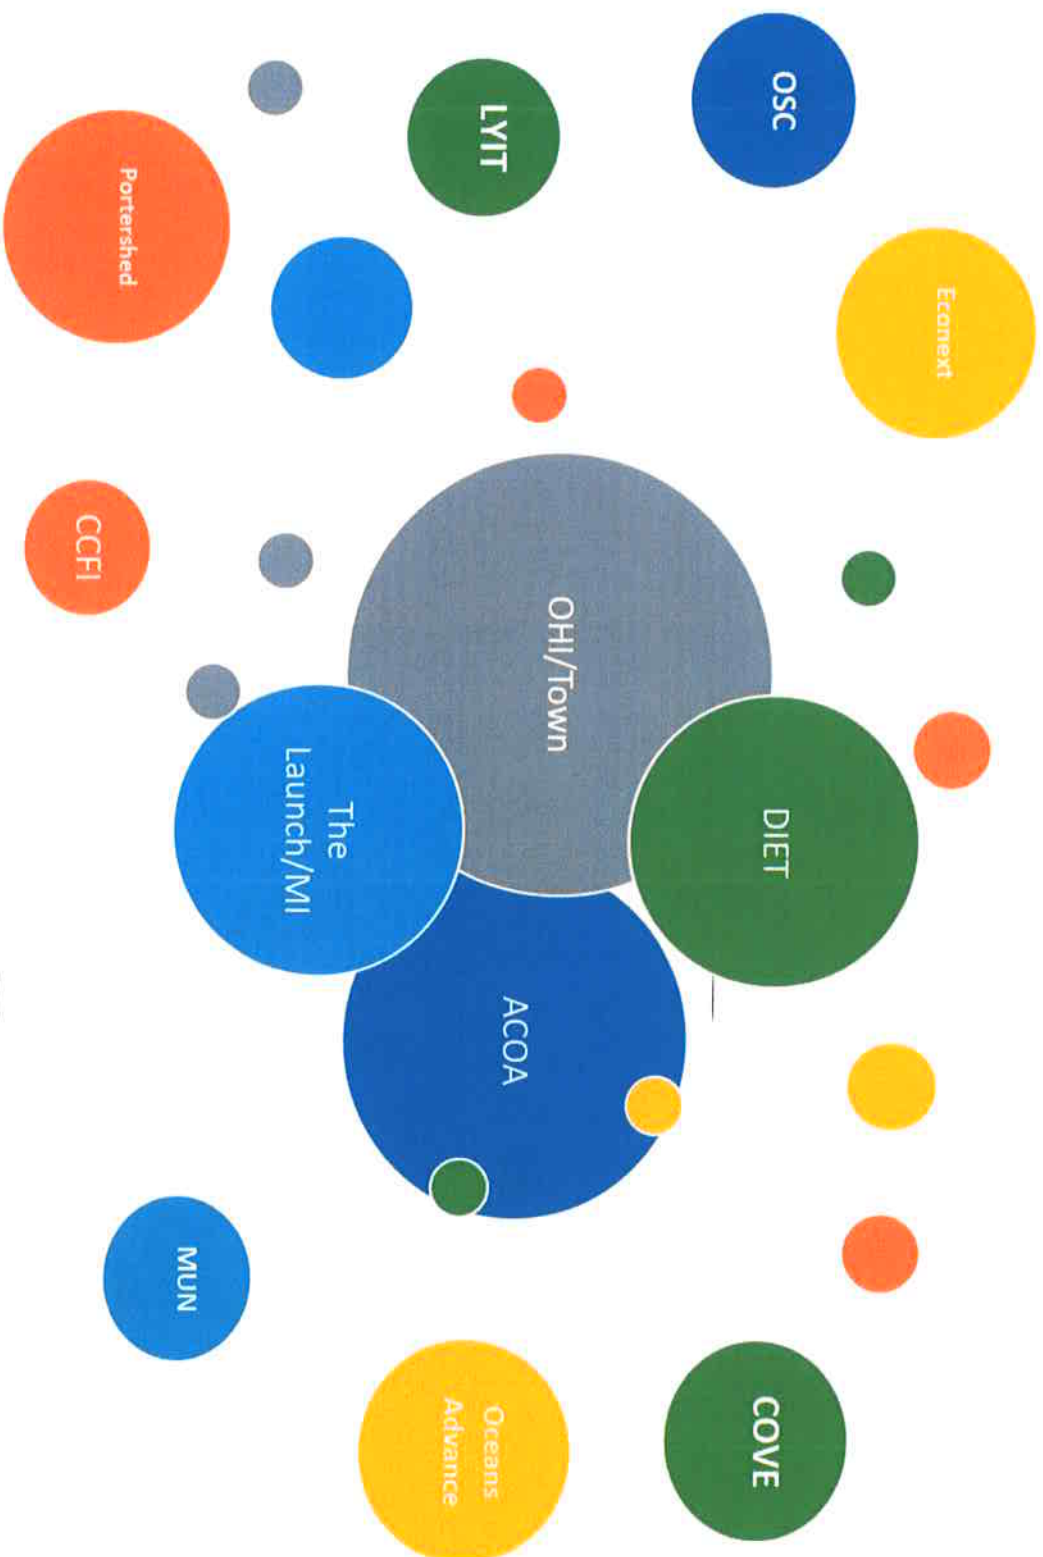 Econext
OSC
DIET
COVE
OHI/Town
ACOA
LYIT
Oceans
Advance
The
Launch/MI
MUN
Portershed
CCFI